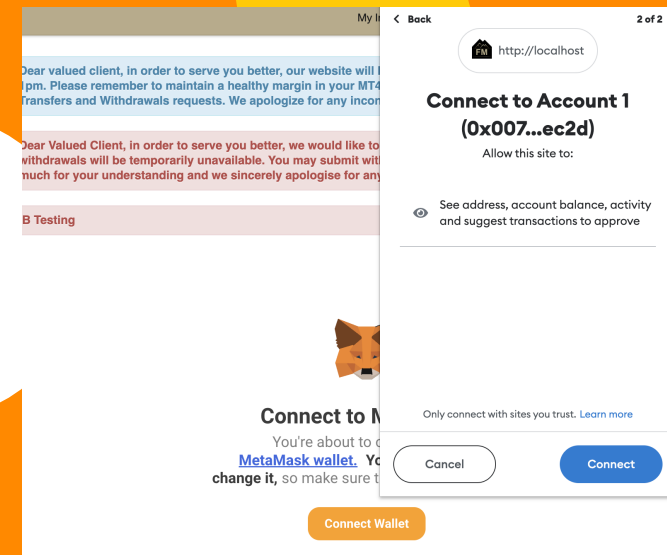 My
Dear valued client, in order to serve you better, our website will
1pm. Please remember to maintain a healthy margin in your MT4
Transfers and Withdrawals requests. We apologize for any incon
Dear Valued Client, in order to serve you better, we would like to
withdrawals will be temporarily unavailable. You may submit wit
much for your understanding and we sincerely apologise for any
B Testing
Connect to
You're about to
MetaMask wallet. Yo
change it, so make sure t
Connect Wallet
Back
2 of 2
FM
http://localhost
Connect to Account 1
(0x007...ec2d)
Allow this site to:
See address, account balance, activity
and suggest transactions to approve
Only connect with sites you trust. Learn more
Cancel
Connect